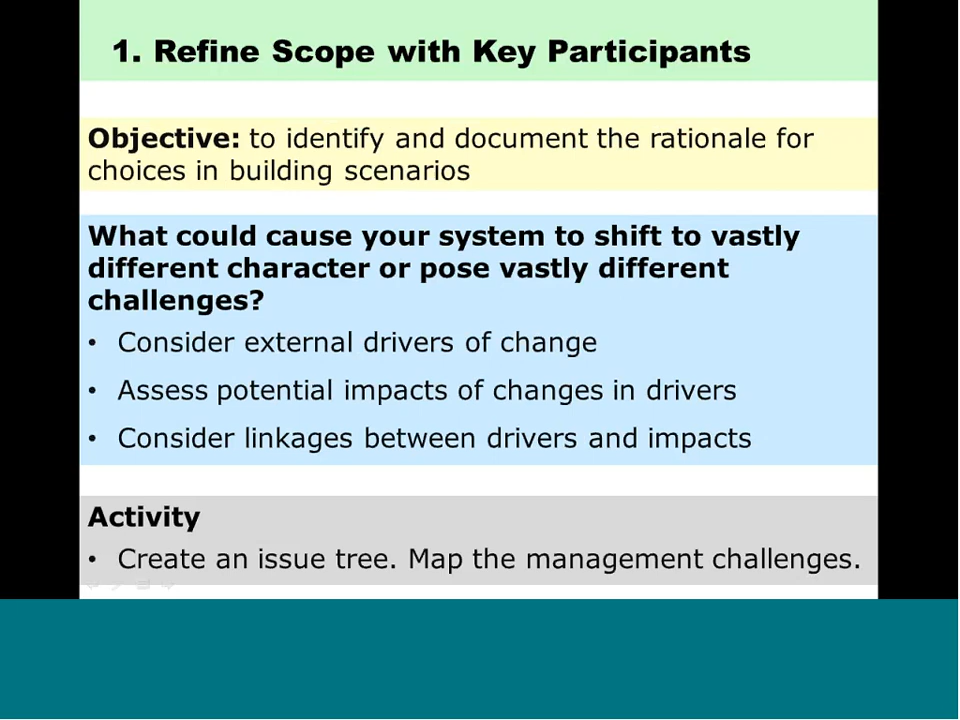 1. Refine Scope with Key Participants
Objective: to identify and document the rationale for
choices in building scenarios
What could cause your system to shift to vastly
different character or pose vastly different
challenges?
• Consider external drivers of change
• Assess potential impacts of changes in drivers
• Consider linkages between drivers and impacts
Activity
• Create an issue tree. Map the management challenges.